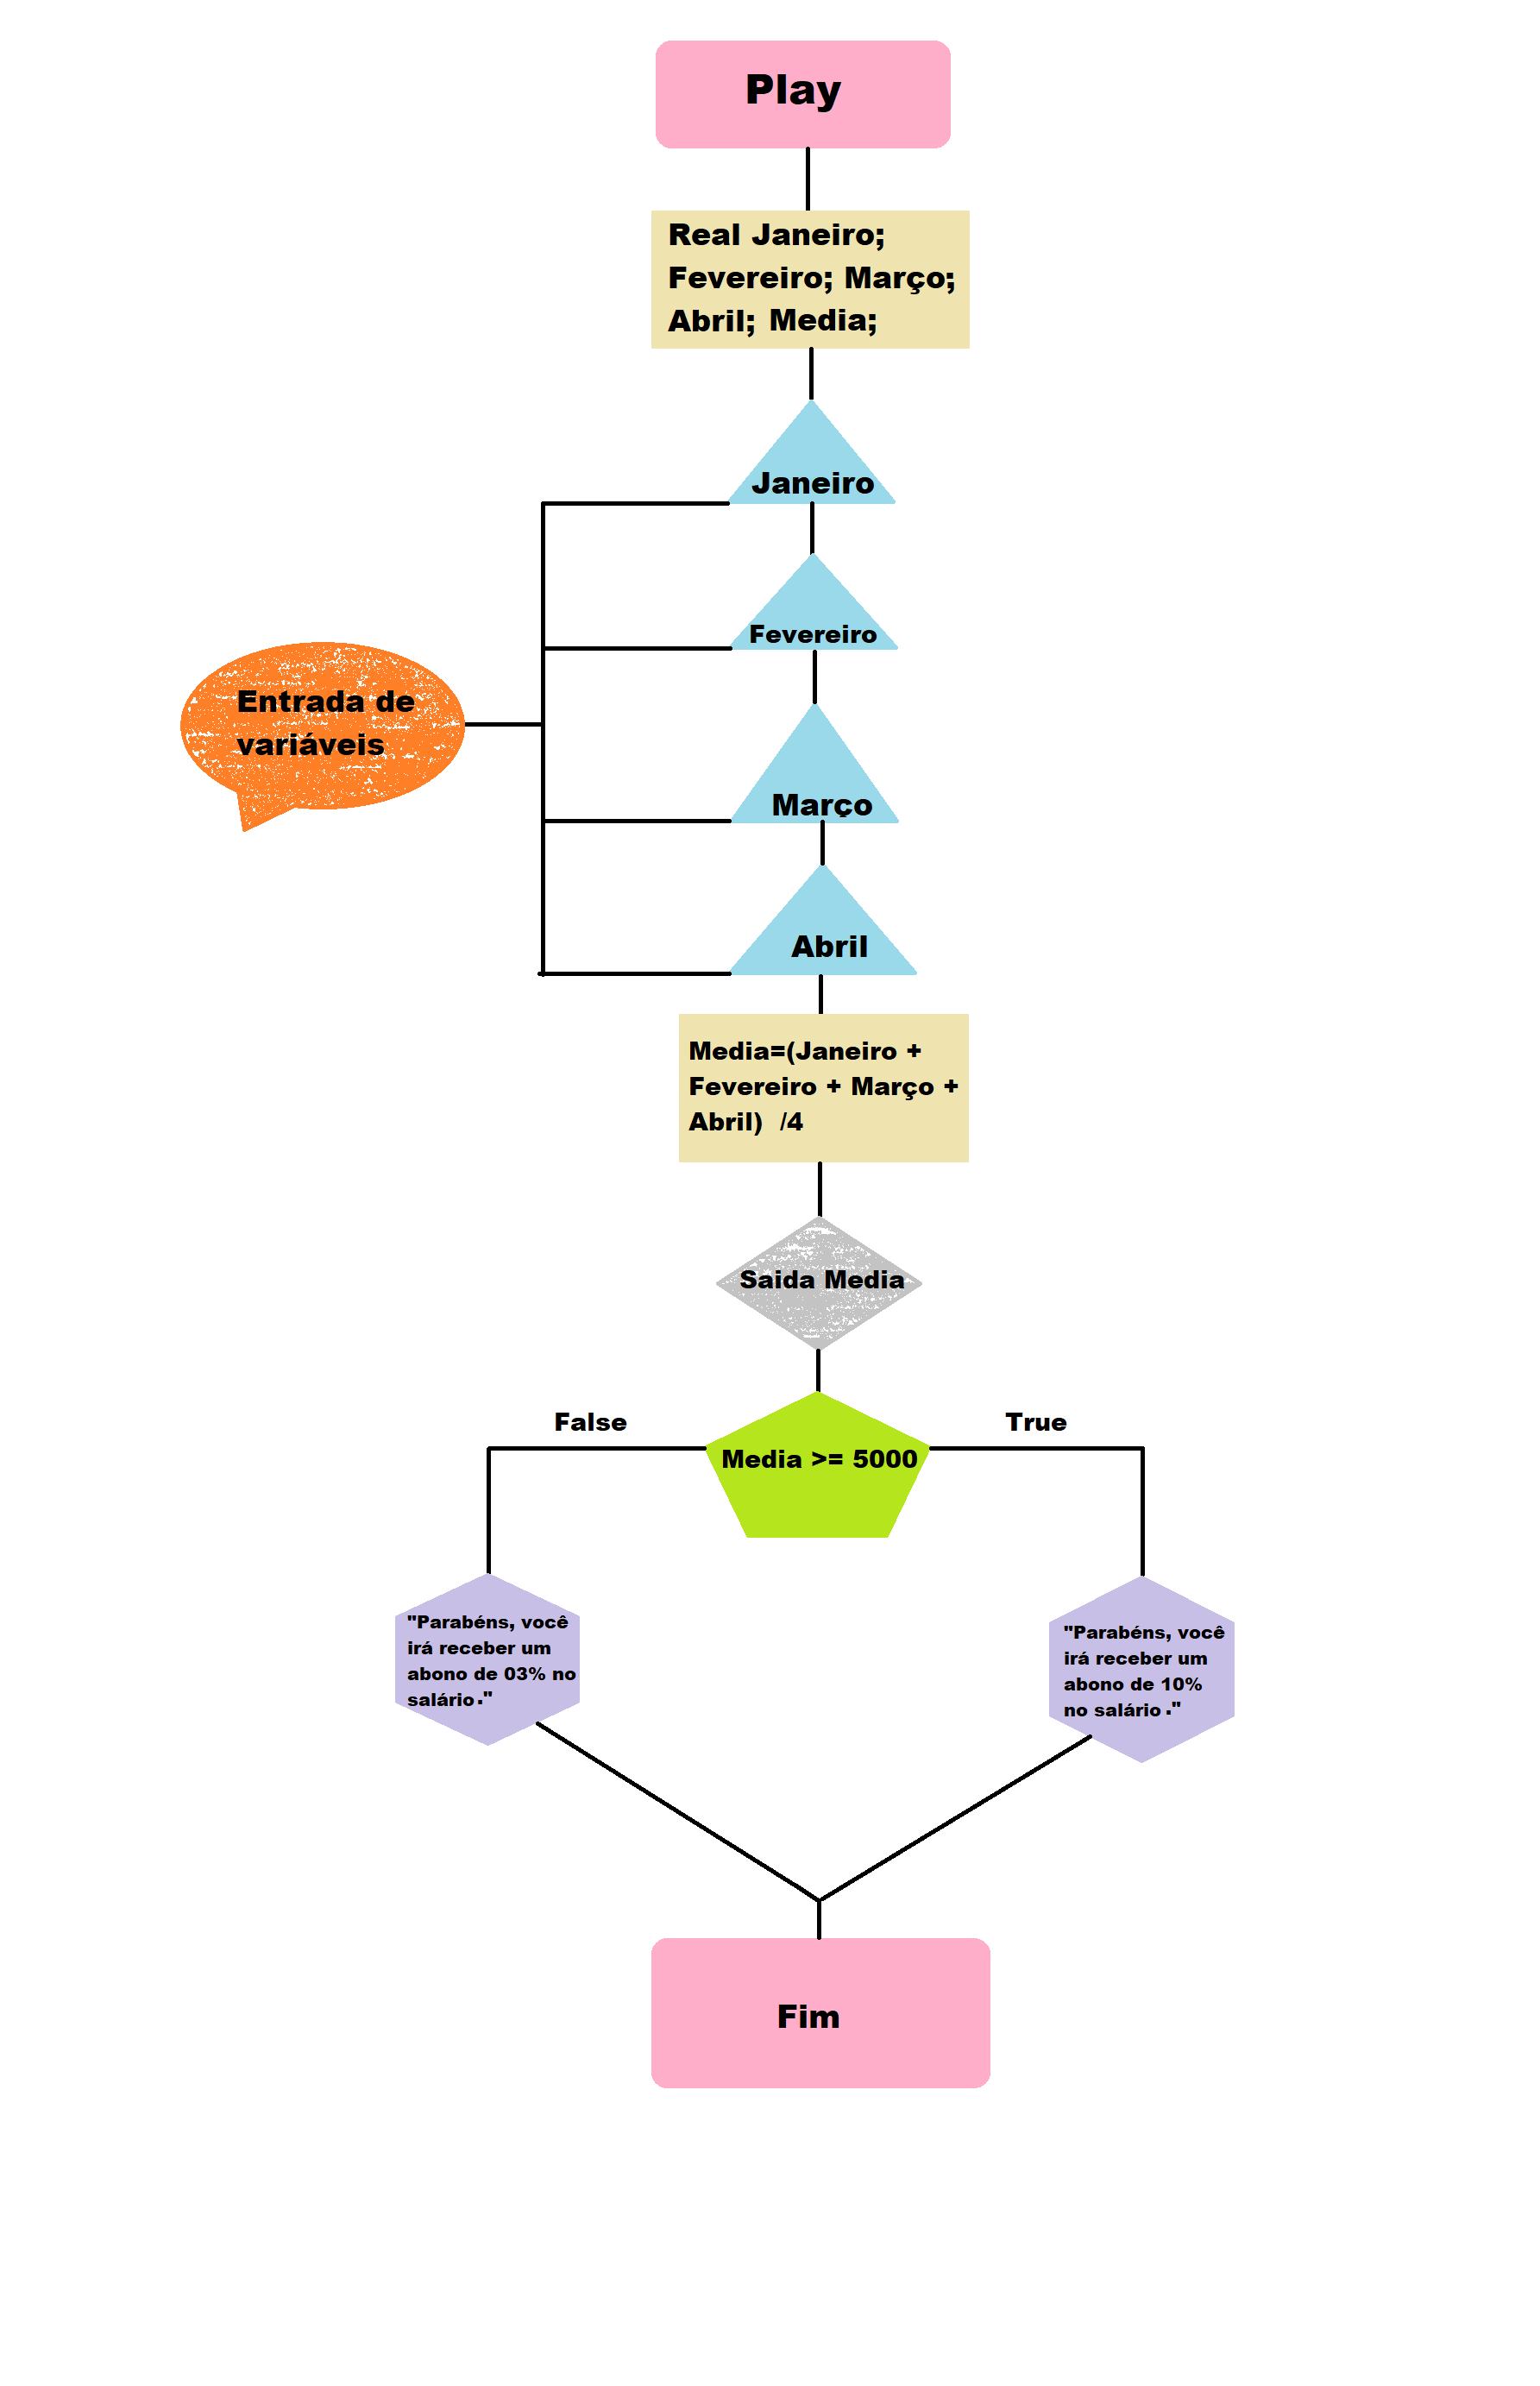 Play
Real Janeiro;
Fevereiro; Março;
Abril; Media;
Janeiro
Fevereiro
Entrada de
variáveis
Março
Abril
Media=(Janeiro +
Fevereiro + Março +
Abril)  /4
Saida Media
False
True
Media >= 5000
"Parabéns, você
irá receber um
abono de 03% no
salário."
"Parabéns, você
irá receber um
abono de 10%
no salário."
Fim